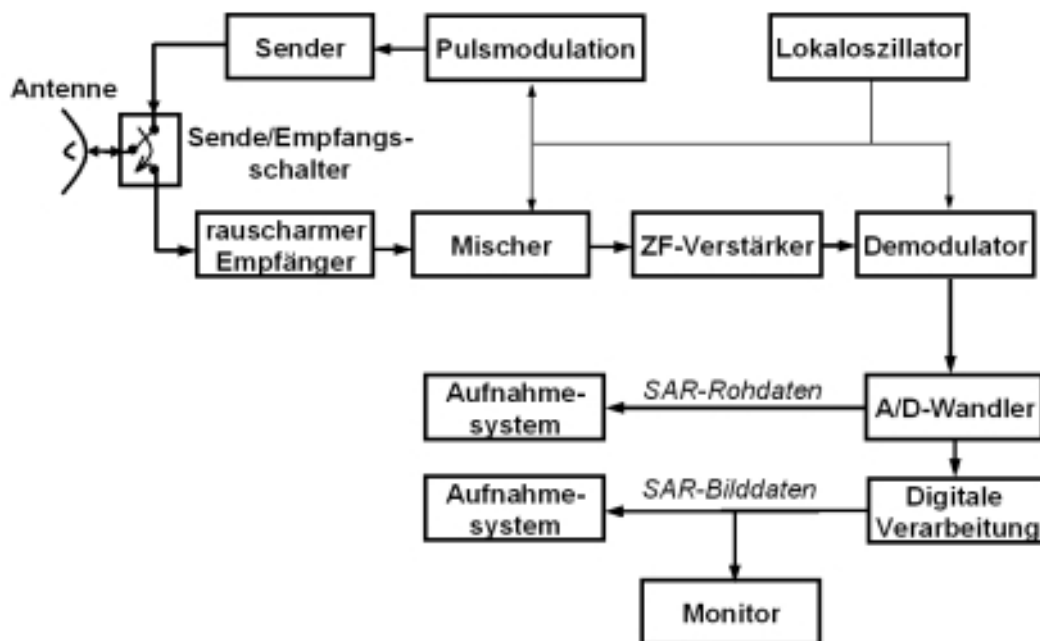 Sender
Pulsmodulation
Lokaloszillator
Antenne
Sende/Empfangs-
schalter
rauscharmer
Empfänger
Mischer
ZF-Verstärker
Demodulator
Aufnahme-
system
SAR-Rohdaten
A/D-Wandler
Aufnahme-
system
SAR-Bilddaten
Digitale
Verarbeitung
Monitor